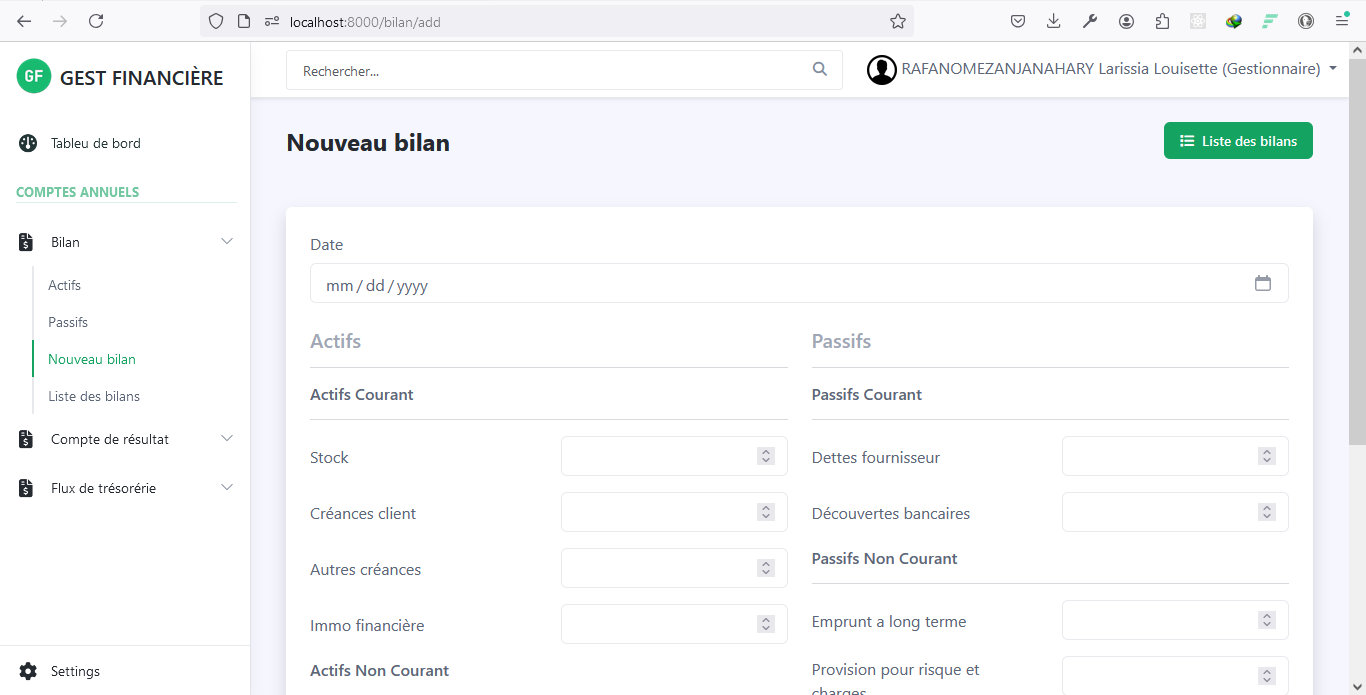 localhost:8000/bilan/add
GF GEST FINANCIÈRE
Rechercher...
RAFANOMEZANJANAHARY Larissia Louisette (Gestionnaire)
Tableu de bord
COMPTES ANNUELS
Bilan
Actifs
Passifs
Nouveau bilan
Liste des bilans
Compte de résultat
Flux de trésorérie
Settings
Nouveau bilan
Liste des bilans
Date
mm / dd / yyyy
Actifs
Actifs Courant
Stock
Créances client
Autres créances
Immo financière
Actifs Non Courant
Passifs
Passifs Courant
Dettes fournisseur
Découvertes bancaires
Passifs Non Courant
Emprunt a long terme
Provision pour risque et
charges